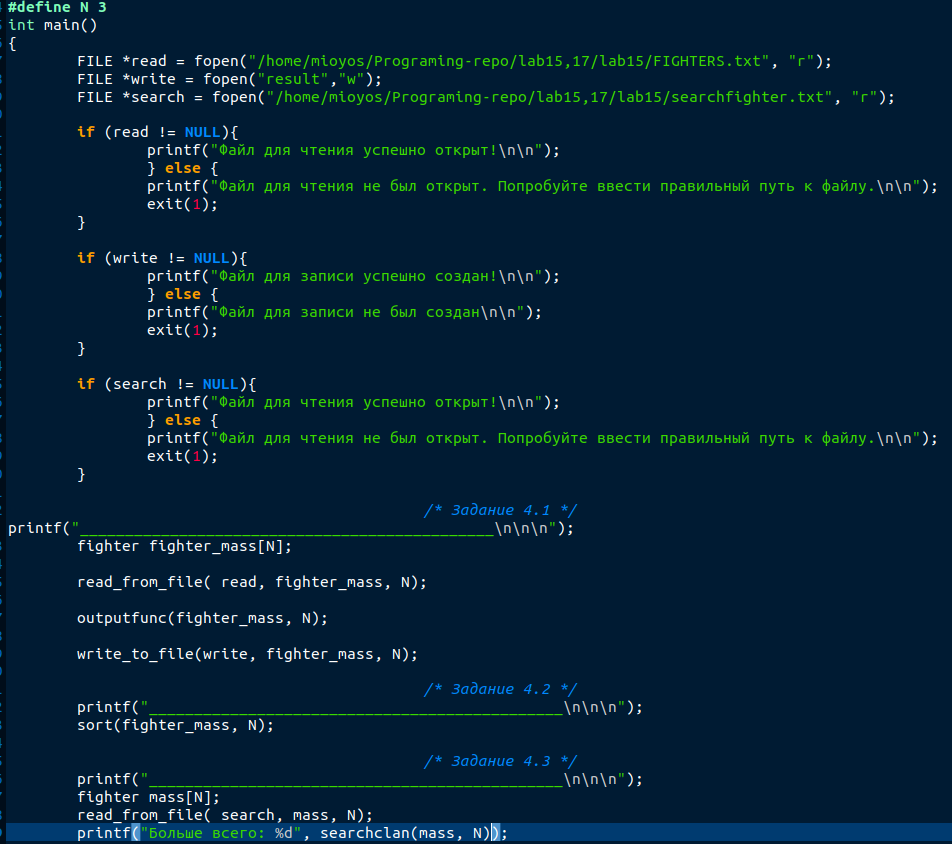 #define N 3
int main()
{
FILE *read = fopen("/home/mioyos/Programing-repo/lab15,17/lab15/FIGHTERS.txt", "r");
FILE *write = fopen("result","w");
FILE *search = fopen("/home/mioyos/Programing-repo/lab15,17/lab15/searchfighter.txt", "r");
if (read != NULL){
printf("Файл для чтения успешно открыт!\n\n");
} else {
printf("Файл для чтения не был открыт. Попробуйте ввести правильный путь к файлу.\n\n");
exit(1);
}
if (write != NULL){
printf("Файл для записи успешно создан!\n\n");
} else {
printf("Файл для записи не был создан\n\n");
exit(1);
}
if (search != NULL){
printf("Файл для чтения успешно открыт!\n\n");
} else {
printf("Файл для чтения не был открыт. Попробуйте ввести правильный путь к файлу.\n\n");
exit(1);
}
/* Задание 4.1 */
printf("______________________________________________\n\n\n");
fighter fighter_mass[N];
read_from_file( read, fighter_mass, N);
outputfunc(fighter_mass, N);
write_to_file(write, fighter_mass, N);
/* Задание 4.2 */
printf("______________________________________________\n\n\n");
sort(fighter_mass, N);
/* Задание 4.3 */
printf("______________________________________________\n\n\n");
fighter mass[N];
read_from_file( search, mass, N);
printf("Больше всего: %d", searchclan(mass, N));